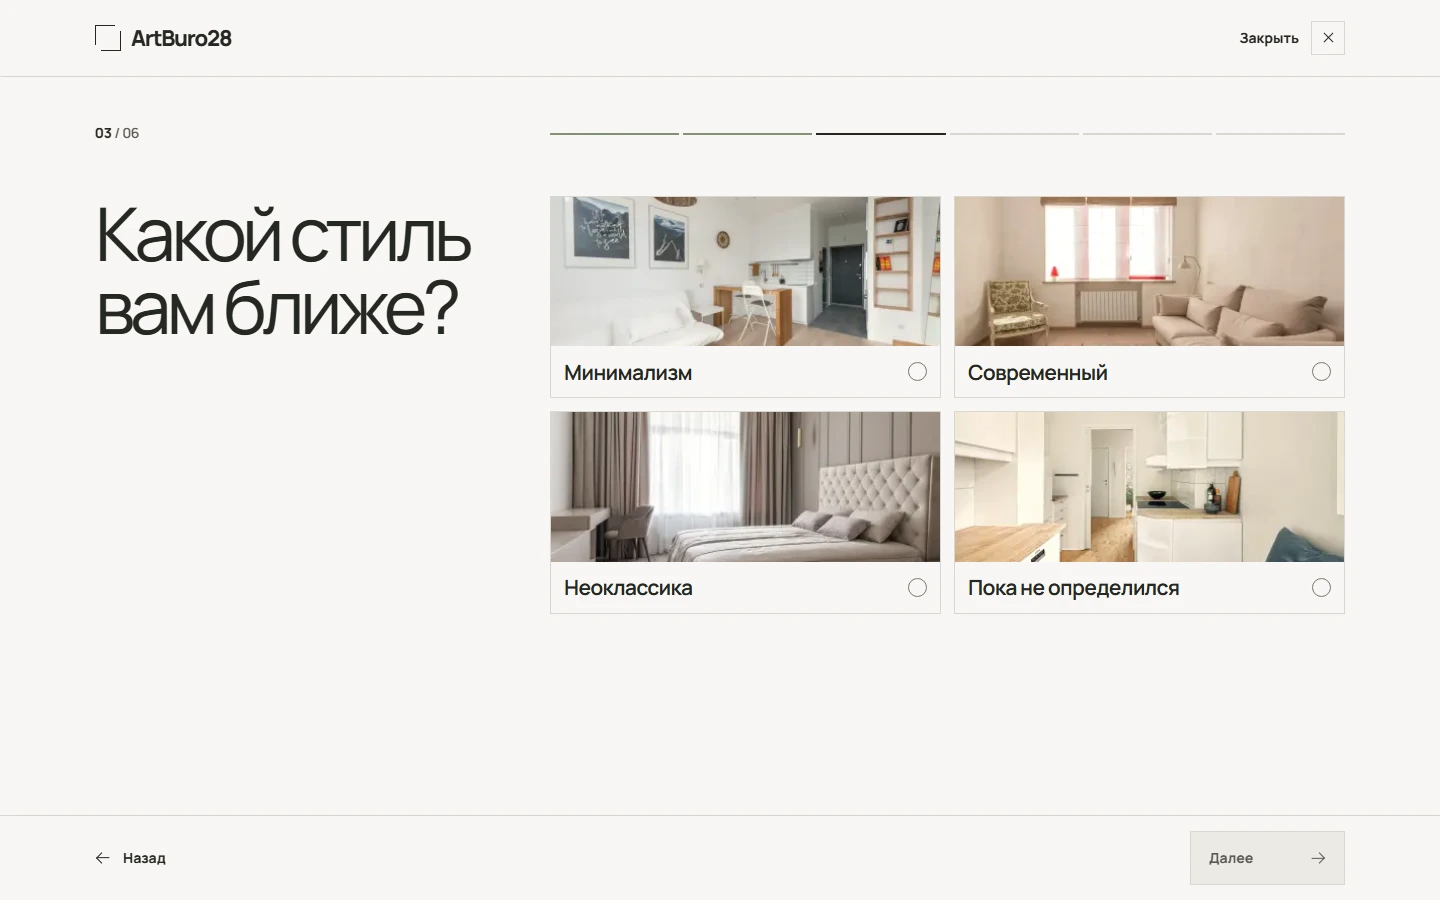 ArtBuro28
Закрыть
03 / 06
Какой стиль
вам ближе?
Минимализм
Современный
Неоклассика
Пока не определился
Назад
Далее